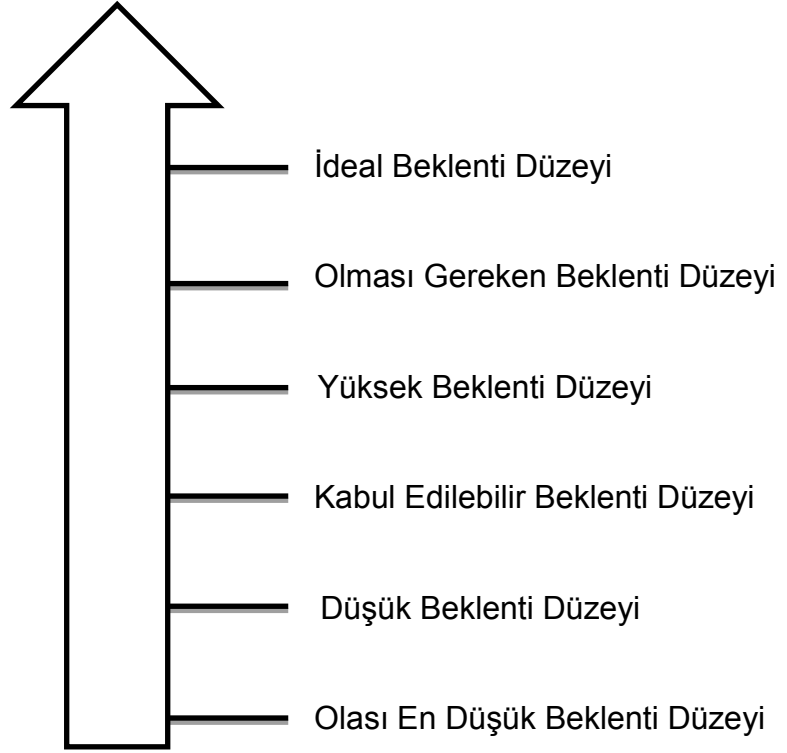 İdeal Beklenti Düzeyi
Olması Gereken Beklenti Düzeyi
Yüksek Beklenti Düzeyi
Kabul Edilebilir Beklenti Düzeyi
Düşük Beklenti Düzeyi
Olası En Düşük Beklenti Düzeyi